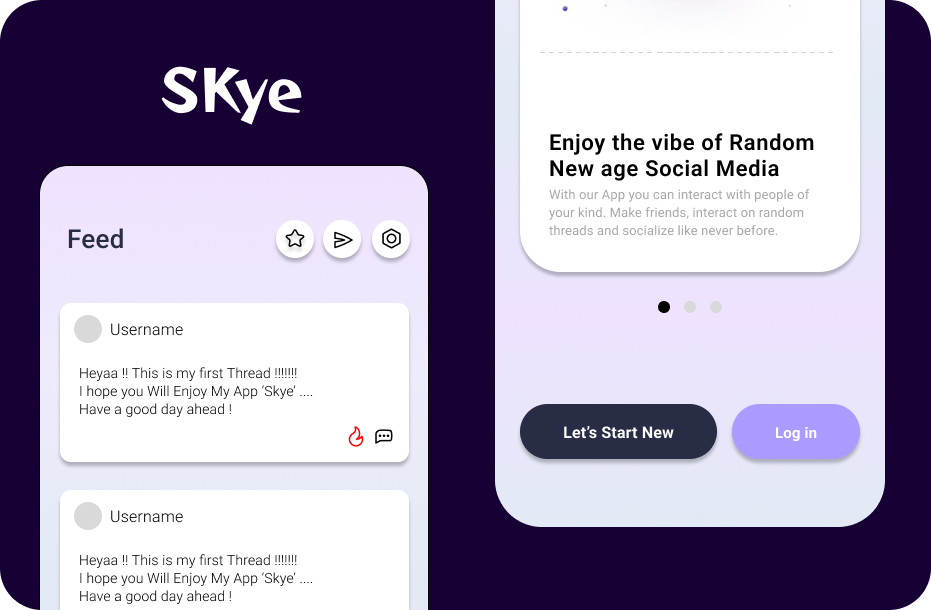 SKye
Feed
Username
Heyaa !! This is my first Thread !!!!!!!
I hope you Will Enjoy My App ‘Skye’ ....
Have a good day ahead !
Username
Heyaa !! This is my first Thread !!!!!!!
I hope you Will Enjoy My App ‘Skye’ ....
Have a good day ahead !
Enjoy the vibe of Random
New age Social Media
With our App you can interact with people of
your kind. Make friends, interact on random
threads and socialize like never before.
Let’s Start New
Log in